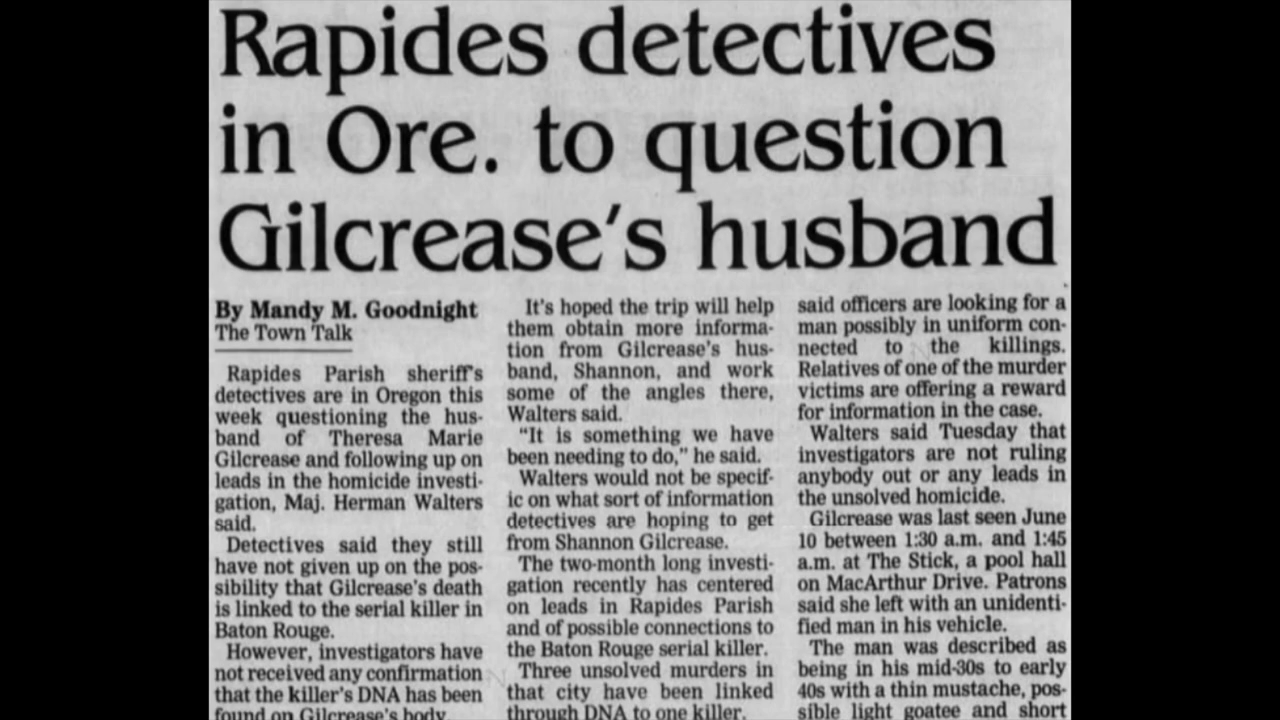 Rapides detectives
in Ore. to question
Gilcrease's husband
By Mandy M. Goodnight
The Town Talk
Rapides Parish sheriff's
detectives are in Oregon this
week questioning the hus-
band of Theresa Marie
Gilcrease and following up on
leads in the homicide investi-
gation, Maj. Herman Walters
said.
Detectives said they still
have not given up on the pos-
sibility that Gilcrease's death
is linked to the serial killer in
Baton Rouge.
However, investigators have
not received any confirmation
that the killer's DNA has been
found on Gilcrease's body.
It's hoped the trip will help
them obtain more informa-
tion from Gilcrease's hus-
band, Shannon, and work
some of the angles there,
Walters said.
"It is something we have
been needing to do," he said.
Walters would not be specif-
ic on what sort of information
detectives are hoping to get
from Shannon Gilcrease.
The two-month long investi-
gation recently has centered
on leads in Rapides Parish
and of possible connections to
the Baton Rouge serial killer.
Three unsolved murders in
that city have been linked
through DNA to one killer.
said officers are looking for a
man possibly in uniform con-
nected to the killings.
Relatives of one of the murder
victims are offering a reward
for information in the case.
Walters said Tuesday that
investigators are not ruling
anybody out or any leads in
the unsolved homicide.
Gilcrease was last seen June
10 between 1:30 a.m. and 1:45
a.m. at The Stick, a pool hall
on MacArthur Drive. Patrons
said she left with an unidenti-
fied man in his vehicle.
The man was described as
being in his mid-30s to early
40s with a thin mustache, pos-
sible light goatee and short